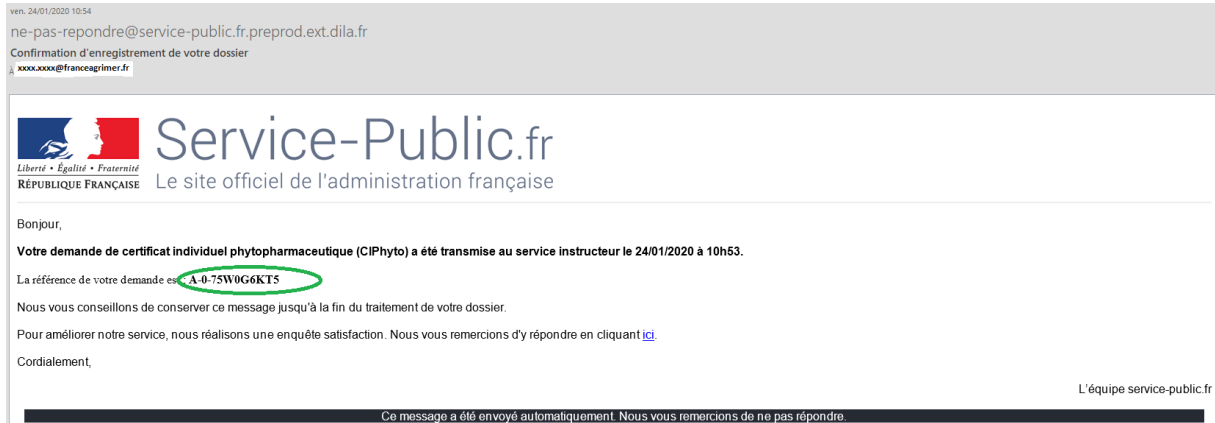 ven. 24/01/2020 10:54
ne-pas-repondre@service-public.fr.preprod.ext.dila.fr
Confirmation d'enregistrement de votre dossier
À xxxx.xxxx@franceagrimer.fr
Liberté • Égalité • Fraternité
RÉPUBLIQUE FRANÇAISE
Service-Public.fr
Le site officiel de l'administration française
Bonjour,
Votre demande de certificat individuel phytopharmaceutique (CIPhyto) a été transmise au service instructeur le 24/01/2020 à 10h53.
La référence de votre demande est : A-0-75W0G6KT5
Nous vous conseillons de conserver ce message jusqu'à la fin du traitement de votre dossier.
Pour améliorer notre service, nous réalisons une enquête satisfaction. Nous vous remercions d'y répondre en cliquant ici.
Cordialement,
L'équipe service-public.fr
Ce message a été envoyé automatiquement. Nous vous remercions de ne pas répondre.